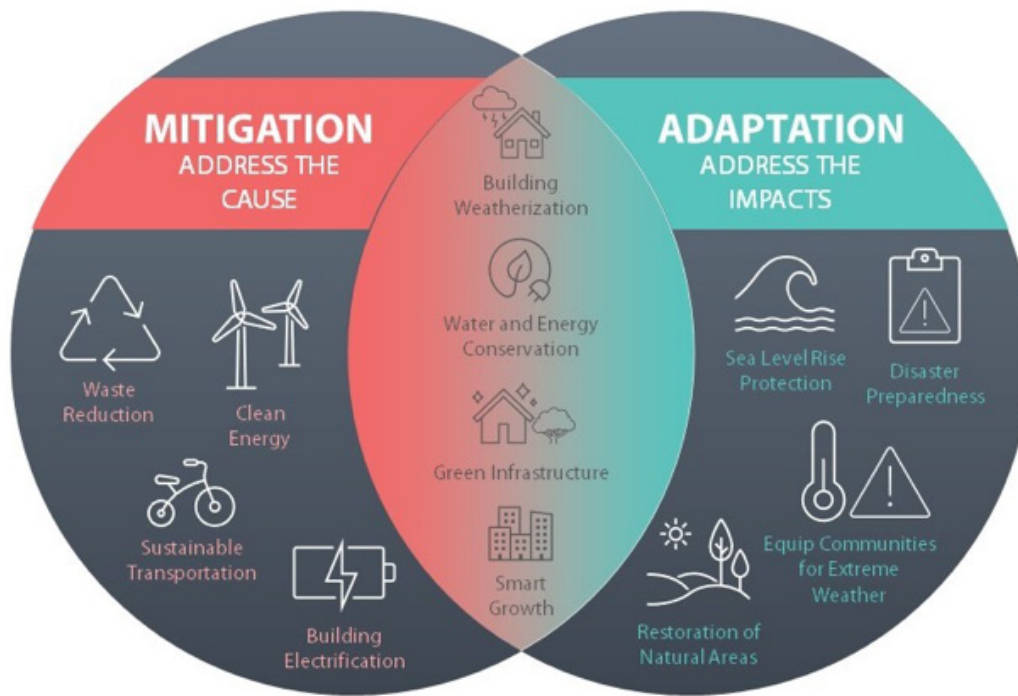 MITIGATION
ADDRESS THE
CAUSE
Waste
Reduction
Clean
Energy
Sustainable
Transportation
Building
Electrification
Building
Weatherization
Water and Energy
Conservation
Green Infrastructure
Smart
Growth
ADAPTATION
ADDRESS THE
IMPACTS
Sea Level Rise
Protection
Disaster
Preparedness
Equip Communities
for Extreme
Weather
Restoration of
Natural Areas